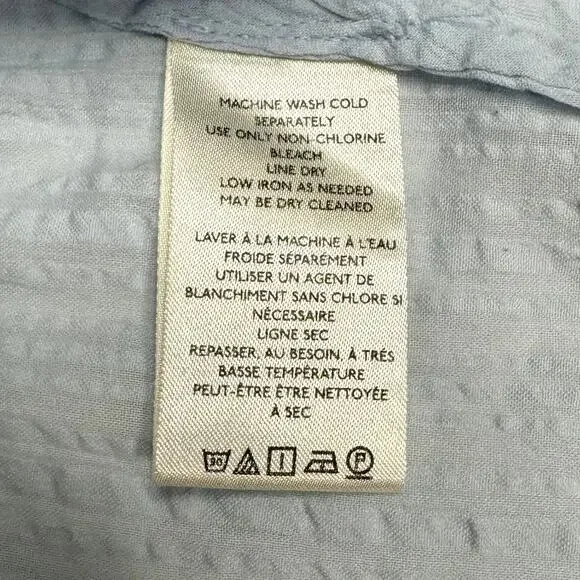 MACHINE WASH COLD
SEPARATELY
USE ONLY NON-CHLORINE
BLEACH
LINE DRY
LOW IRON AS NEEDED
MAY BE DRY CLEANED
LAVER À LA MACHINE À L'EAU
FROIDE SÉPARÉMENT
UTILISER UN AGENT DE
BLANCHIMENT SANS CHLORE SI
NÉCESSAIRE
LIGNE SEC
REPASSER, AU BESOIN, À TRÉS
BASSE TEMPÉRATURE
PEUT-ÊTRE ÊTRE NETTOYÉE
À SEC
30 P